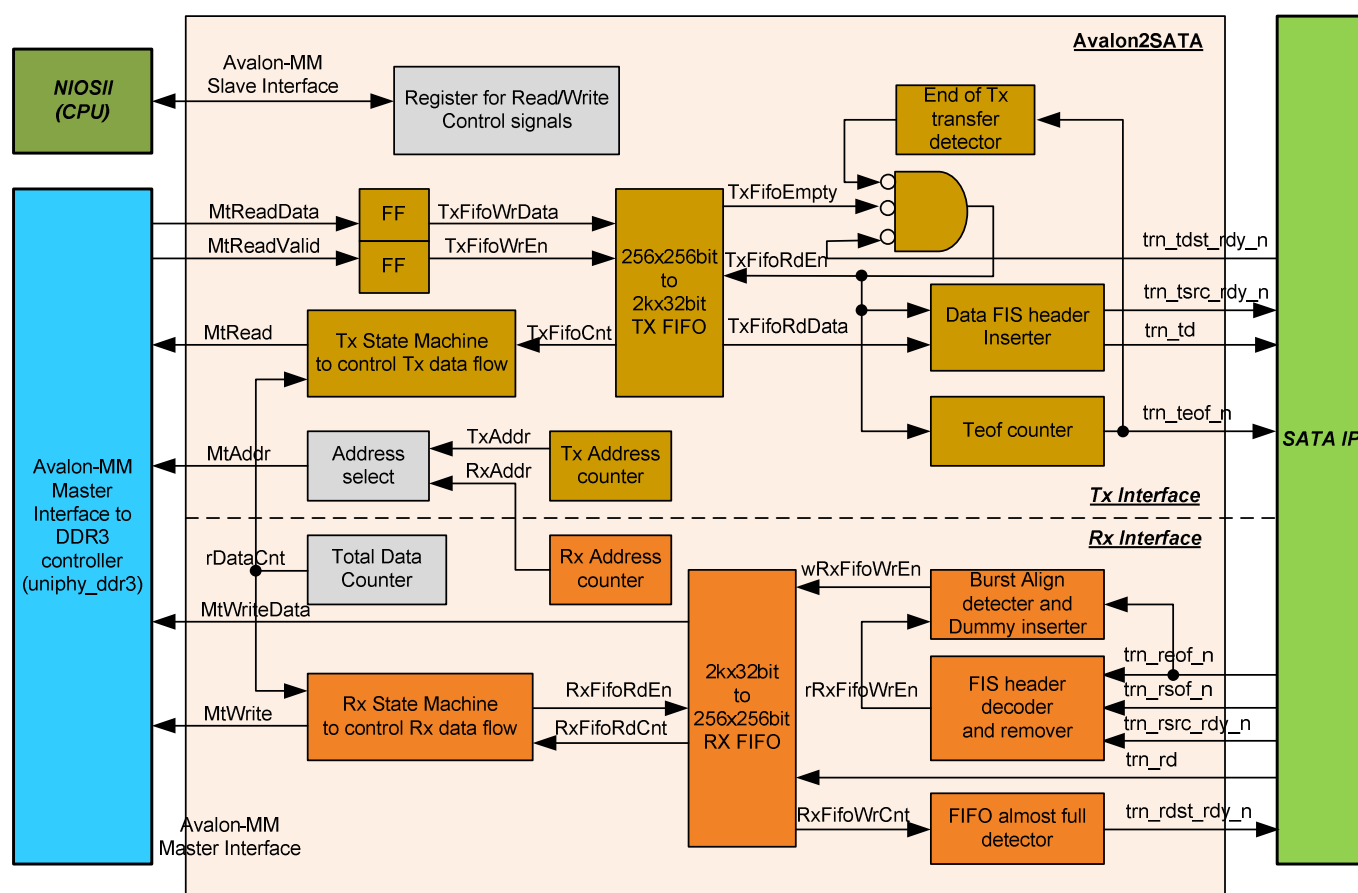 Avalon2SATA
NIOSII
(CPU)
Avalon-MM
Slave Interface
Register for Read/Write
Control signals
End of Tx
transfer
detector
MtReadData
FF
TxFifoWrData
MtReadValid
FF
TxFifoWrEn
256x256bit
to
2kx32bit
TX FIFO
TxFifoEmpty
TxFifoRdEn
TxFifoRdData
trn_tdst_rdy_n
trn_tsrc_rdy_n
trn_td
Data FIS header
Inserter
MtRead
Tx State Machine
to control Tx data flow
TxFifoCnt
Teof counter
trn_teof_n
SATA IP
MtAddr
Address
select
TxAddr
RxAddr
Tx Address
counter
Tx Interface
Avalon-MM
Master
Interface to
DDR3
controller
(uniphy_ddr3)
Rx Interface
rDataCnt
Total Data
Counter
Rx Address
counter
wRxFifoWrEn
Burst Align
detecter and
Dummy inserter
MtWriteData
2kx32bit
to
256x256bit
RX FIFO
rRxFifoWrEn
FIS header
decoder
and remover
trn_reof_n
trn_rsof_n
trn_rsrc_rdy_n
trn_rd
MtWrite
Rx State Machine
to control Rx data flow
RxFifoRdEn
RxFifoRdCnt
RxFifoWrCnt
FIFO almost full
detector
trn_rdst_rdy_n
Avalon-MM
Master Interface